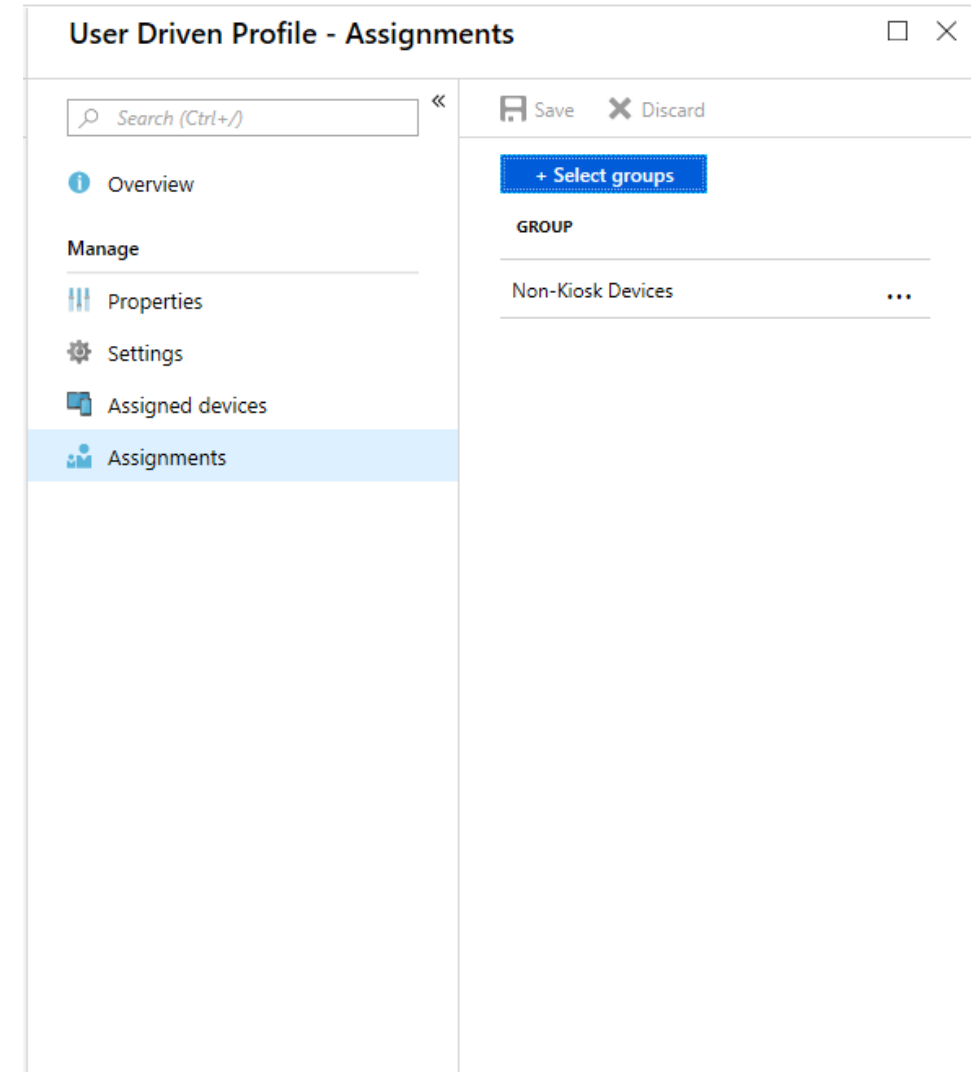 User Driven Profile - Assignments
Search (Ctrl+/)
«
Overview
Manage
Properties
Settings
Assigned devices
Assignments
Save
Discard
+ Select groups
GROUP
Non-Kiosk Devices
...